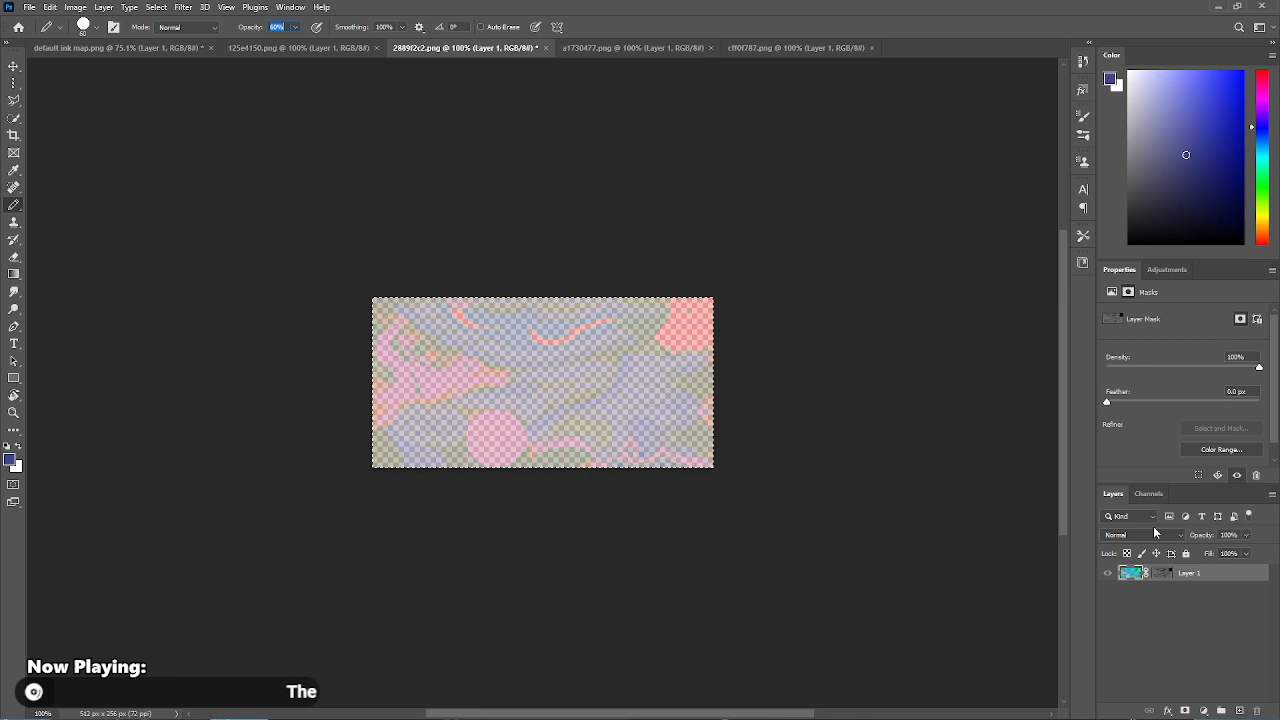 Ps File Edit Image Layer Type Select Filter 3D View Plugins Window Help
60 Mode: Normal Opacity: 60% Smoothing: 100% 0° Auto Erase
default ink map.png @ 75.1% (Layer 1, RGB/8#) * × 125e4150.png @ 100% (Layer 1, RGB/8#) × 2889f2c2.png @ 100% (Layer 1, RGB/8#) * × a1730477.png @ 100% (Layer 1, RGB/8#) × cff0f787.png @ 100% (Layer 1, RGB/8#) ×
Color
Properties Adjustments
Masks
Layer Mask
Density: 100%
Feather: 0.0 px
Refine: Select and Mask...
Color Range...
Layers Channels
Kind
Normal Opacity: 100%
Lock: Fill: 100%
Layer 1
Now Playing:
The
100% 512 px x 256 px (72 ppi)